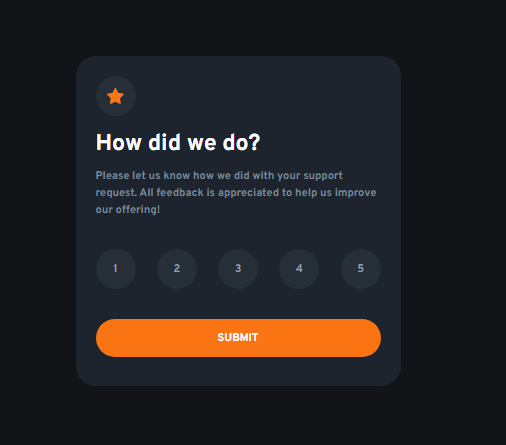 How did we do?
Please let us know how we did with your support
request. All feedback is appreciated to help us improve
our offering!
1 2 3 4 5
SUBMIT